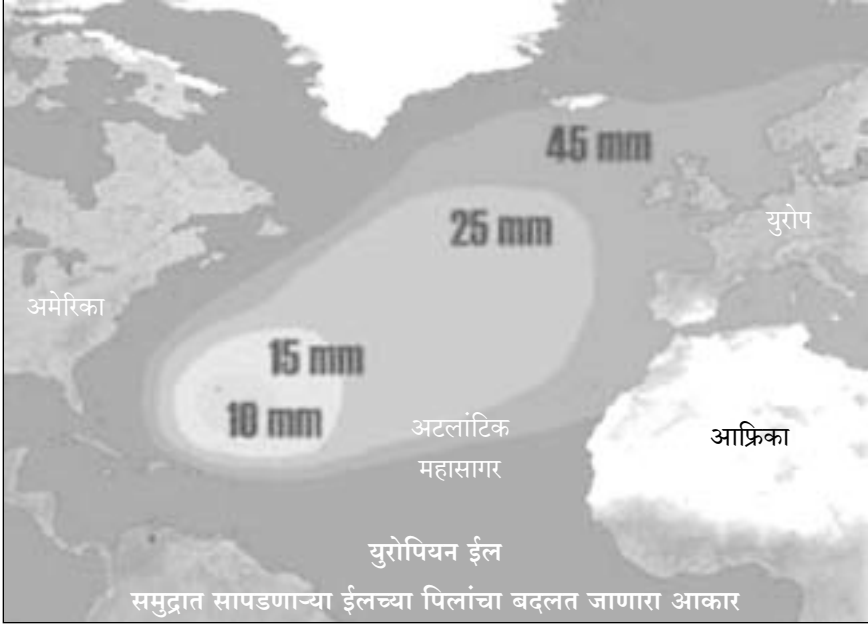 45 mm
25 mm
युरोप
अमेरिका
15 mm
10 mm
अटलांटिक
महासागर
आफ्रिका
युरोपियन ईल
समुद्रात सापडणाऱ्या ईलच्या पिलांचा बदलत जाणारा आकार